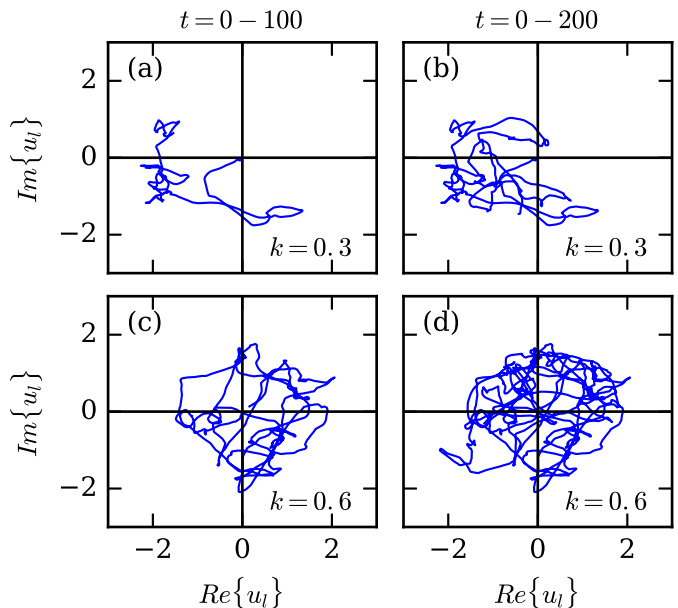 t = 0 − 100 t = 0 − 200
(a) (b)
2
Im{u_l} 0
−2
k = 0.3 k = 0.3
(c) (d)
2
Im{u_l} 0
−2
k = 0.6 k = 0.6
−2 0 2 −2 0 2
Re{u_l} Re{u_l}